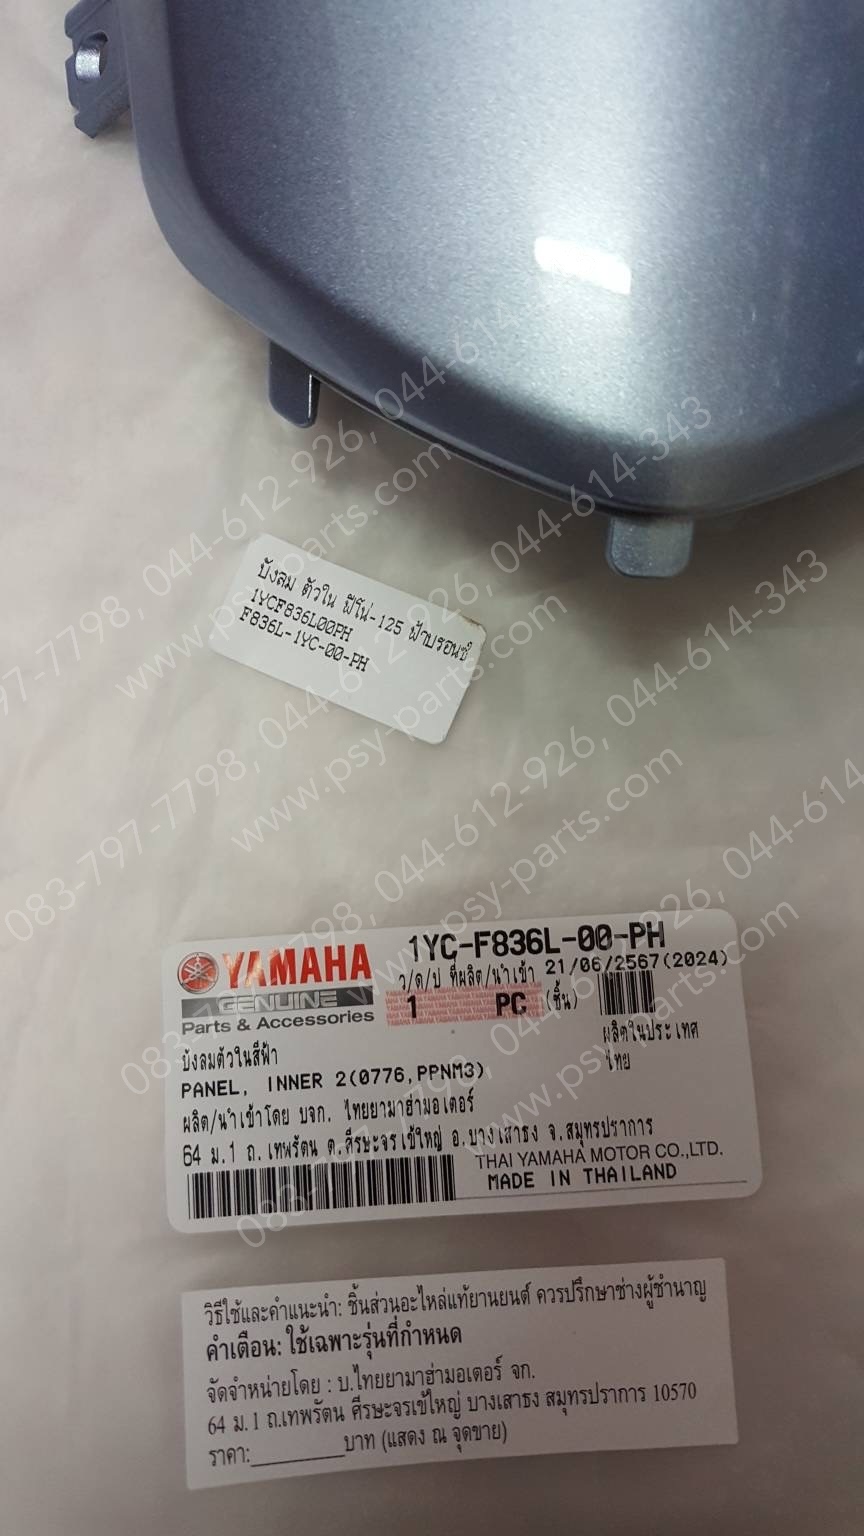 บังลม ตัวใน ฟีโน่-125 ฟ้าบรอนซ์
1YCF836L00PH
F836L-1YC-00-PH
YAMAHA
GENUINE
Parts & Accessories
1YC-F836L-00-PH
ว/ด/ป ที่ผลิต/นำเข้า 21/06/2567(2024)
1 PC (ชิ้น)
ผลิตในประเทศ
ไทย
บังลมตัวในสีฟ้า
PANEL, INNER 2(0776,PPNM3)
ผลิต/นำเข้าโดย บจก. ไทยยามาฮ่ามอเตอร์
64 ม.1 ถ.เทพรัตน ต.ศีรษะจรเข้ใหญ่ อ.บางเสาธง จ.สมุทรปราการ
THAI YAMAHA MOTOR CO.,LTD.
MADE IN THAILAND
วิธีใช้และคำแนะนำ: ชิ้นส่วนอะไหล่แท้ยานยนต์ ควรปรึกษาช่างผู้ชำนาญ
คำเตือน: ใช้เฉพาะรุ่นที่กำหนด
จัดจำหน่ายโดย : บ.ไทยยามาฮ่ามอเตอร์ จก.
64 ม.1 ถ.เทพรัตน ศีรษะจรเข้ใหญ่ บางเสาธง สมุทรปราการ 10570
ราคา:________บาท (แสดง ณ จุดขาย)
083-797-7798, 044-612-926, 044-614-343
www.psy-parts.com